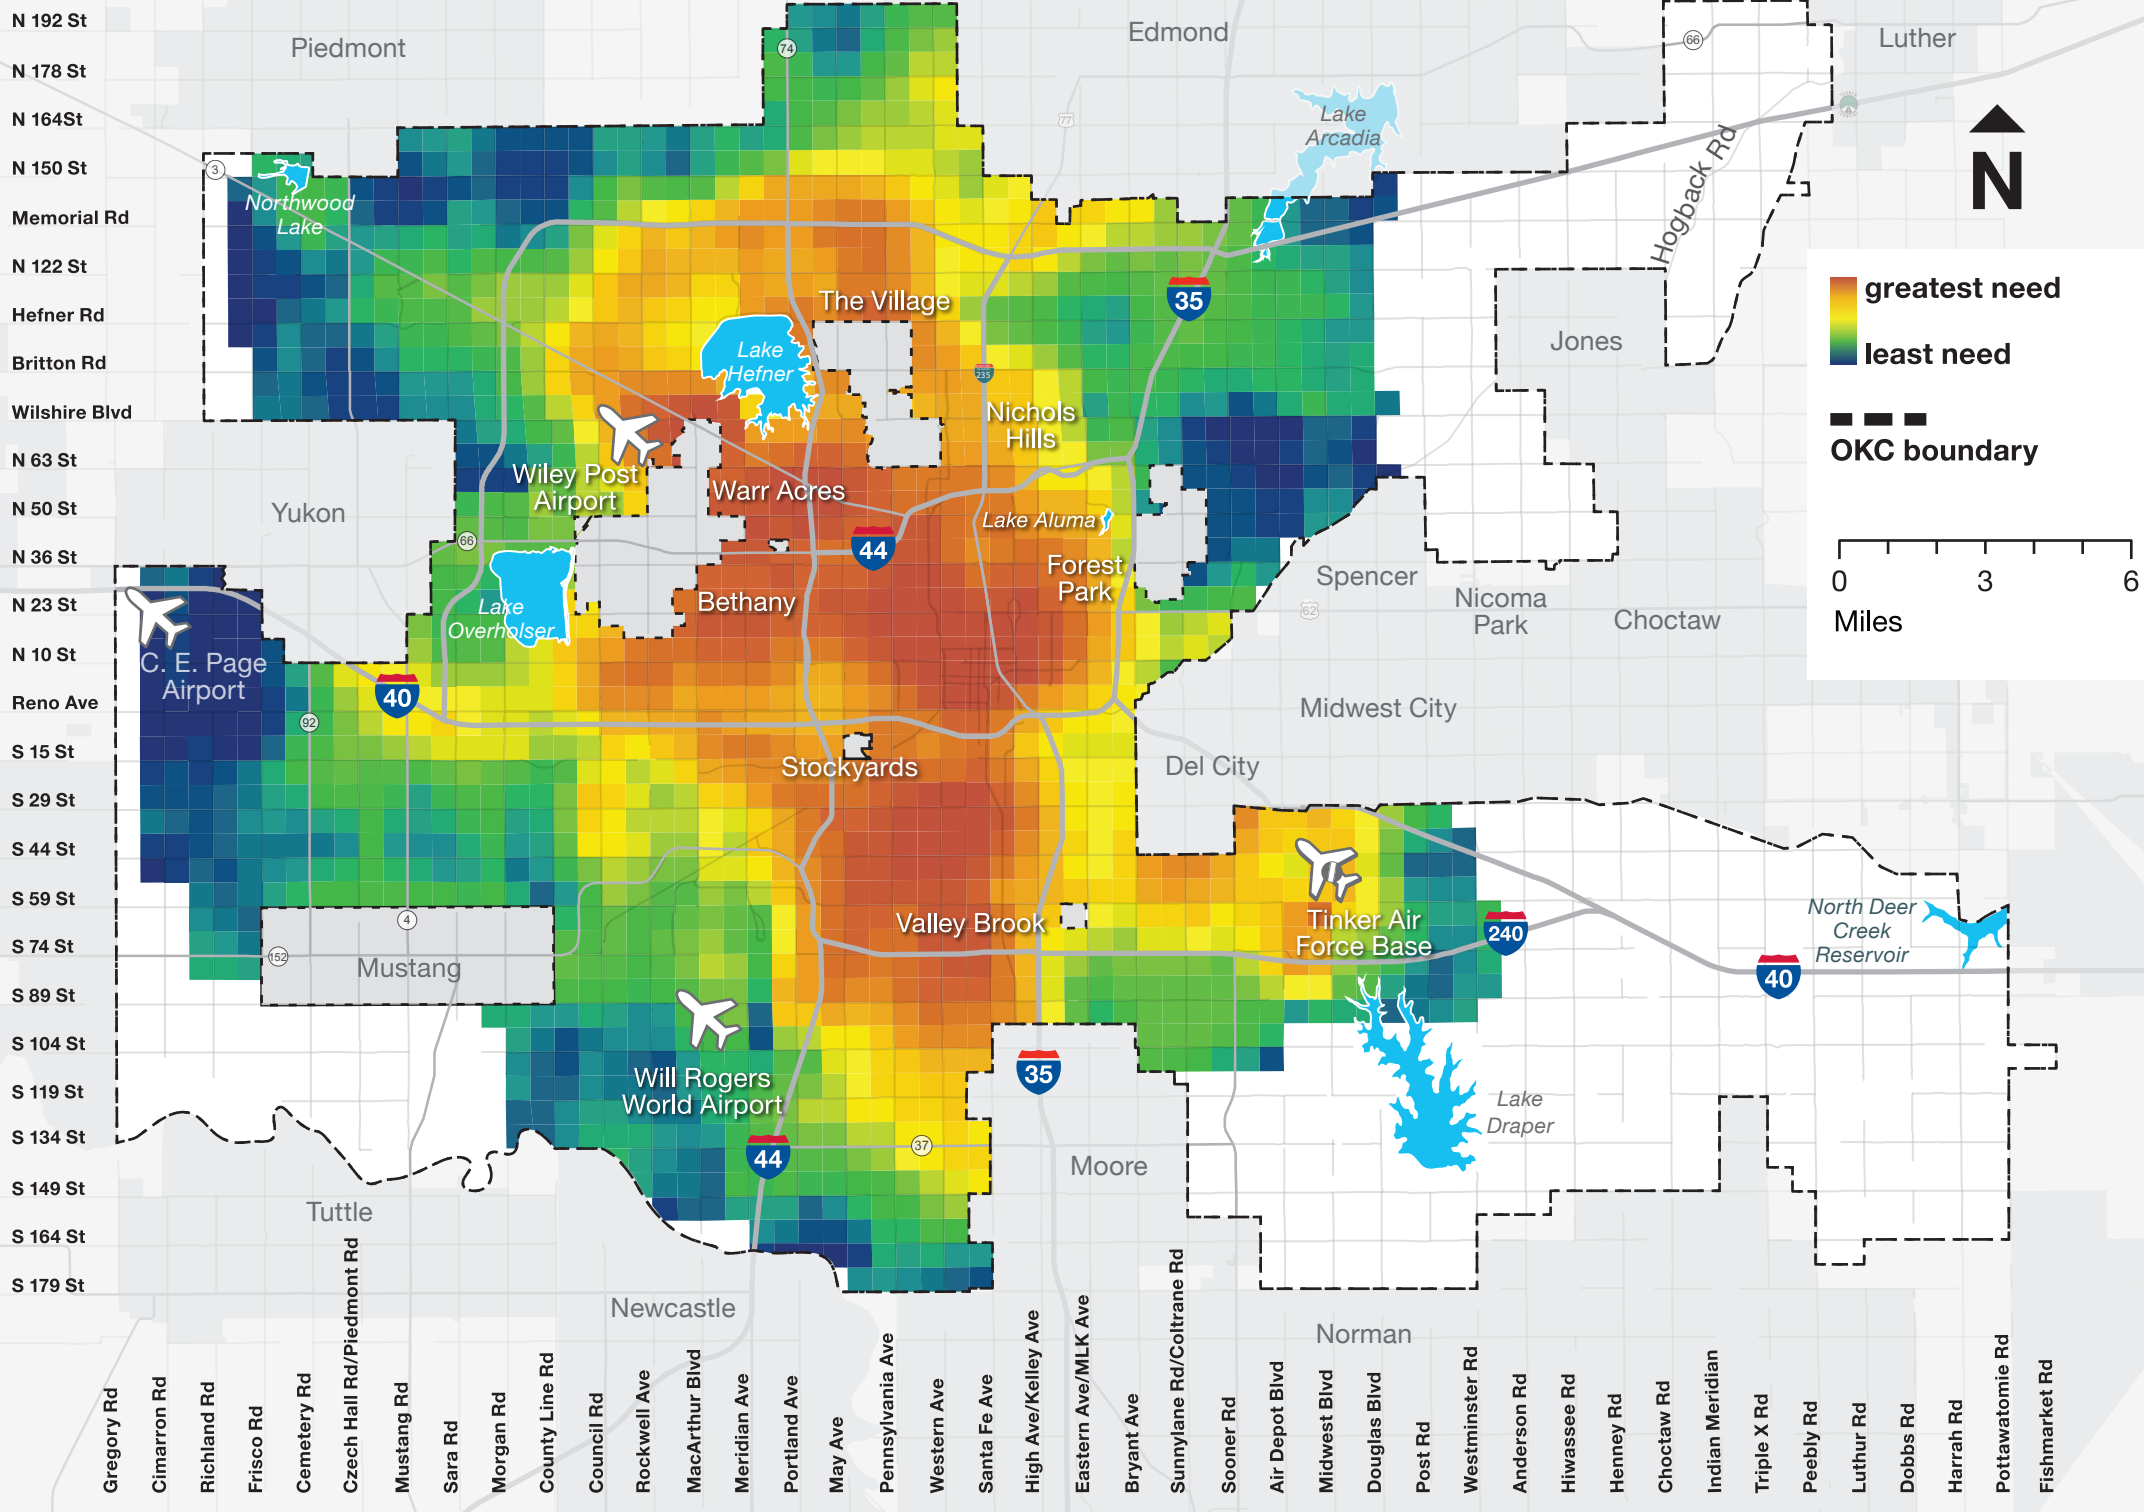 N 192 St
N 178 St
N 164St
N 150 St
Memorial Rd
N 122 St
Hefner Rd
Britton Rd
Wilshire Blvd
N 63 St
N 50 St
N 36 St
N 23 St
N 10 St
Reno Ave
S 15 St
S 29 St
S 44 St
S 59 St
S 74 St
S 89 St
S 104 St
S 119 St
S 134 St
S 149 St
S 164 St
S 179 St
Piedmont
74
Edmond
66
Luther
77
Lake
Arcadia
3
Northwood
Lake
Hogback Rd
N
35
The Village
Lake
Hefner
235
Jones
greatest need
least need
OKC boundary
Nichols
Hills
Wiley Post
Airport
Warr Acres
Yukon
Lake Aluma
66
44
Forest
Park
Spencer
62
Nicoma
Park
Choctaw
0
3
6
Miles
Bethany
Lake
Overholser
C. E. Page
Airport
40
92
Midwest City
Stockyards
Del City
4
152
Mustang
Valley Brook
Tinker Air
Force Base
240
North Deer
Creek
Reservoir
40
Will Rogers
World Airport
35
Lake
Draper
37
44
Moore
Tuttle
Newcastle
Norman
Gregory Rd
Cimarron Rd
Richland Rd
Frisco Rd
Cemetery Rd
Czech Hall Rd/Piedmont Rd
Mustang Rd
Sara Rd
Morgan Rd
County Line Rd
Council Rd
Rockwell Ave
MacArthur Blvd
Meridian Ave
Portland Ave
May Ave
Pennsylvania Ave
Western Ave
Santa Fe Ave
High Ave/Kelley Ave
Eastern Ave/MLK Ave
Bryant Ave
Sunnylane Rd/Coltrane Rd
Sooner Rd
Air Depot Blvd
Midwest Blvd
Douglas Blvd
Post Rd
Westminster Rd
Anderson Rd
Hiwassee Rd
Henney Rd
Choctaw Rd
Indian Meridian
Triple X Rd
Peebly Rd
Luthur Rd
Dobbs Rd
Harrah Rd
Pottawatomie Rd
Fishmarket Rd